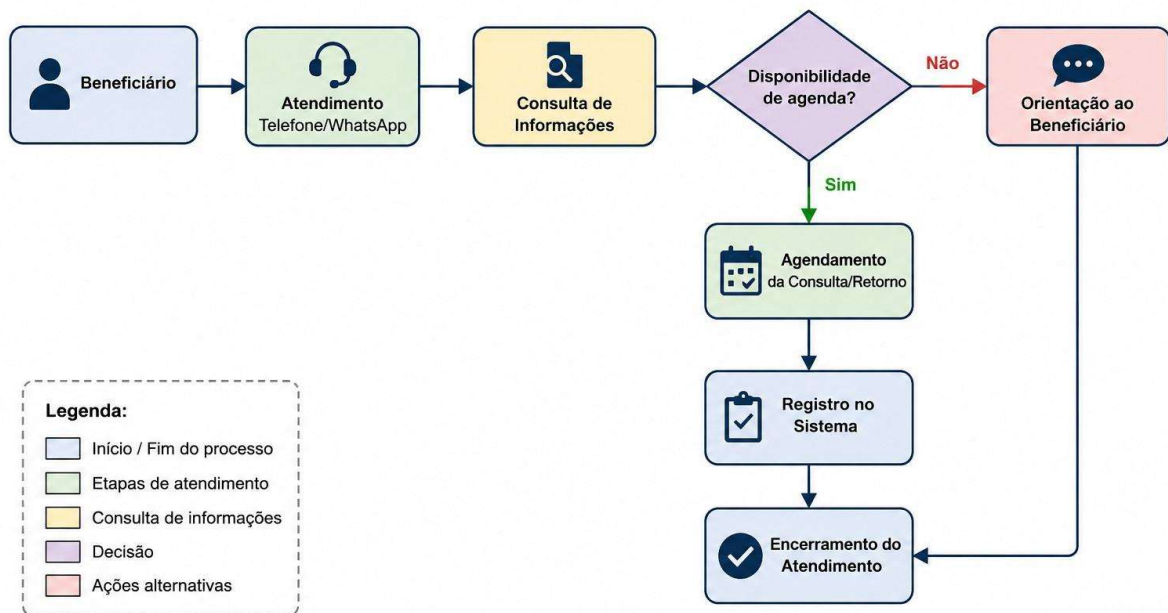 Beneficiário
Atendimento
Telefone/WhatsApp
Consulta de
Informações
Disponibilidade
de agenda?
Não
Orientação ao
Beneficiário
Sim
Agendamento
da Consulta/Retorno
Registro no
Sistema
Encerramento do
Atendimento
Legenda:
Início / Fim do processo
Etapas de atendimento
Consulta de informações
Decisão
Ações alternativas